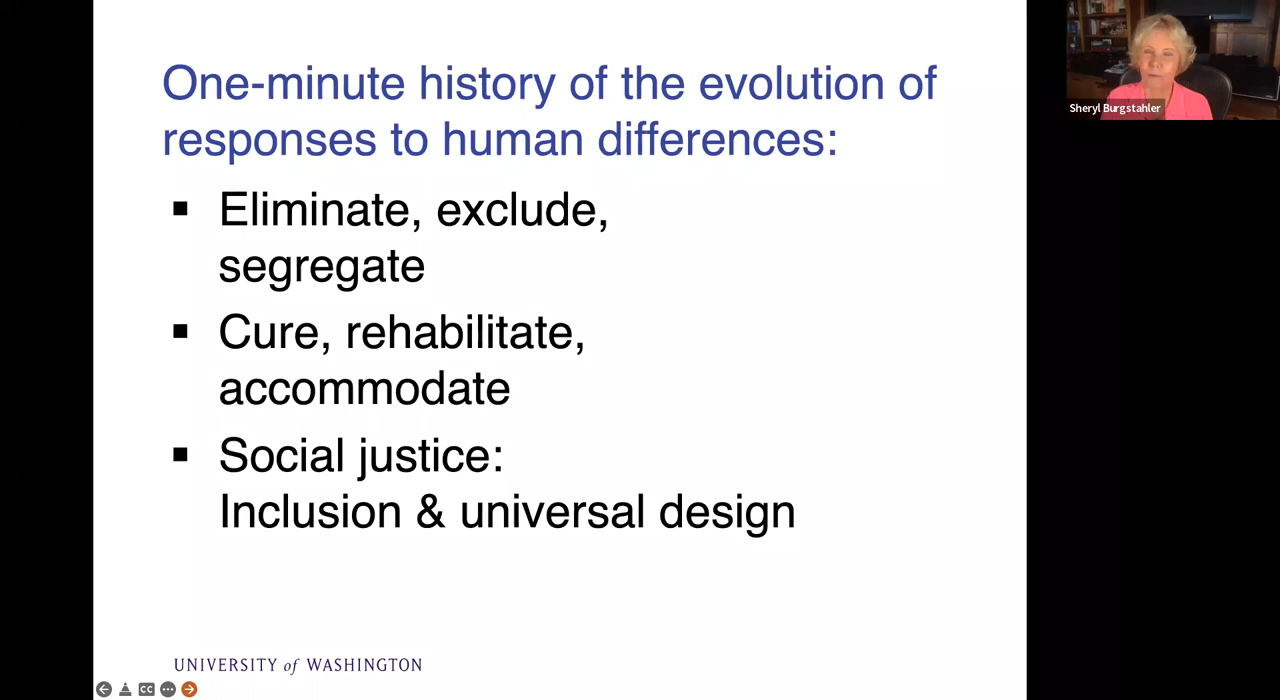 One-minute history of the evolution of
responses to human differences:
▪ Eliminate, exclude,
segregate
▪ Cure, rehabilitate,
accommodate
▪ Social justice:
Inclusion & universal design
UNIVERSITY of WASHINGTON
CC
Sheryl Burgstahler